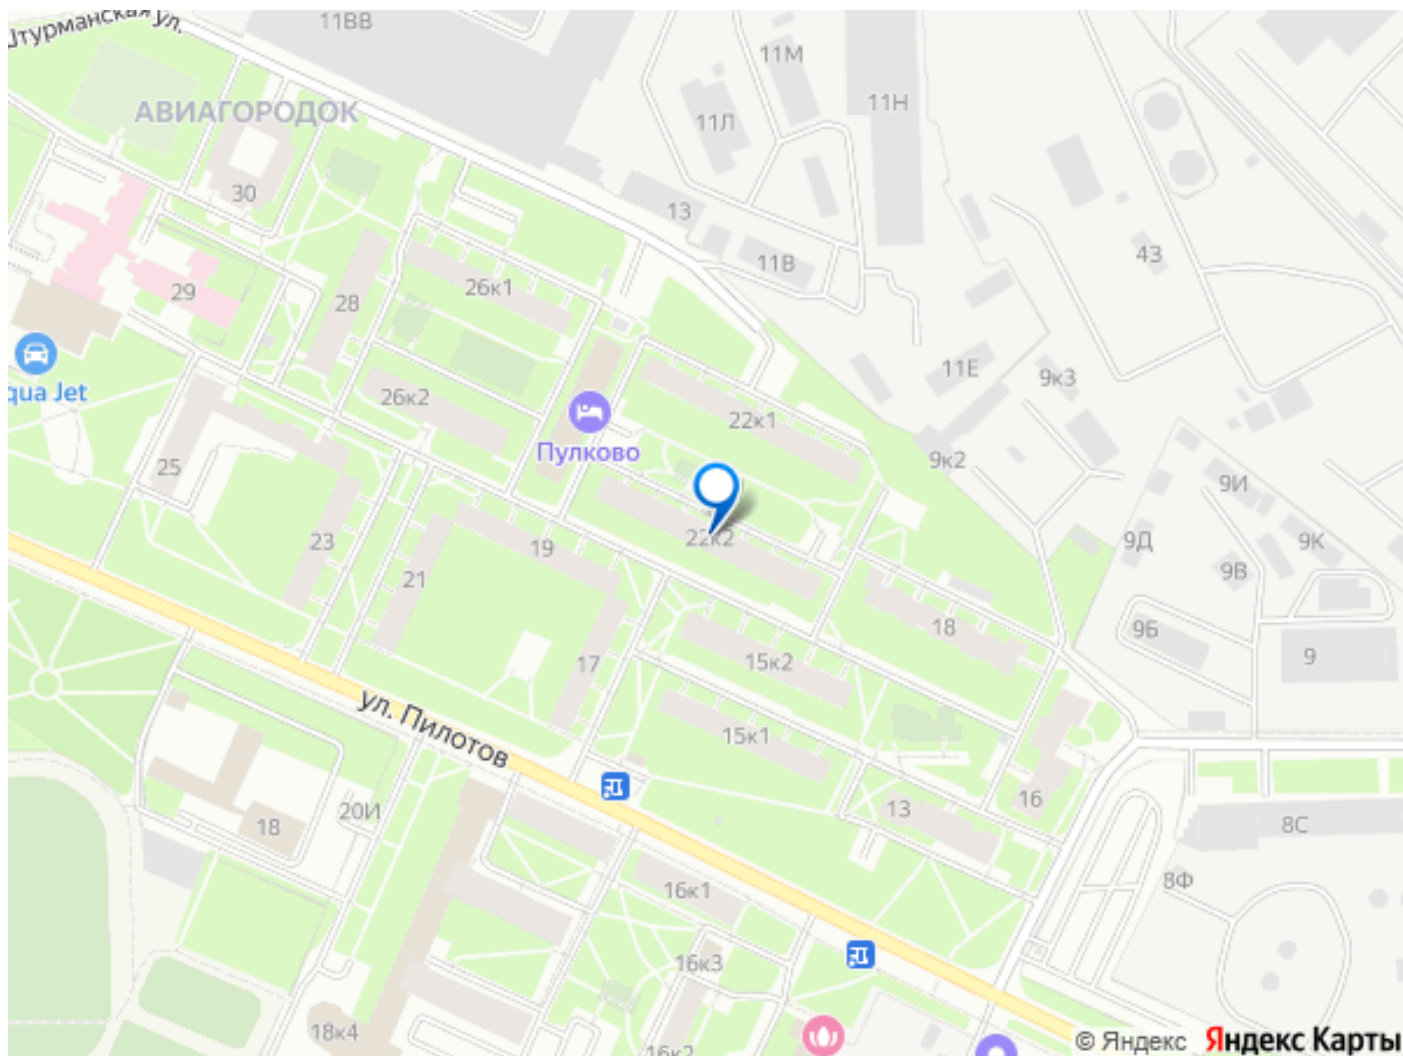 Штурманская ул.
11ВВ
11М
11Н
11Л
АВИАГОРОДОК
30
13
11В
43
29
28
26к1
qua Jet
26к2
Пулково
22к1
11Е
9к3
9к2
25
9И
23
19
21
22к2
9Д
9К
9В
9Б
18
9
17
15к2
ул. Пилотов
15к1
16
13
18
20И
8С
8Ф
16к1
16к3
18к4
16к2
© Яндекс Яндекс Карты